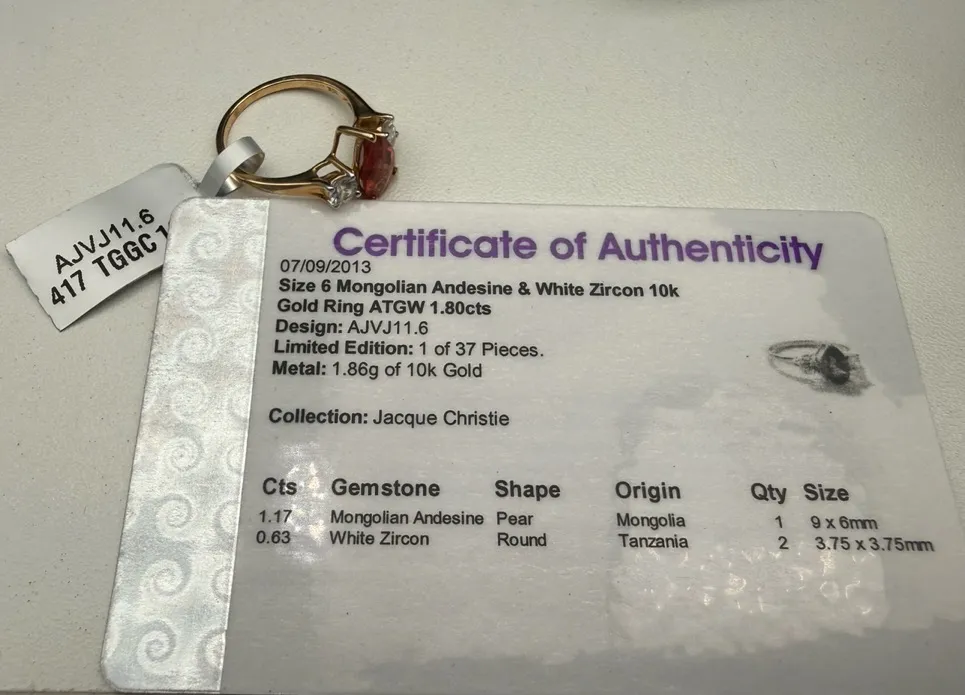 AJVJ11.6
417 TGGC
Certificate of Authenticity
07/09/2013
Size 6 Mongolian Andesine & White Zircon 10k
Gold Ring ATGW 1.80cts
Design: AJVJ11.6
Limited Edition: 1 of 37 Pieces.
Metal: 1.86g of 10k Gold
Collection: Jacque Christie
Cts Gemstone Shape Origin Qty Size
1.17 Mongolian Andesine Pear Mongolia 1 9 x 6mm
0.63 White Zircon Round Tanzania 2 3.75 x 3.75mm